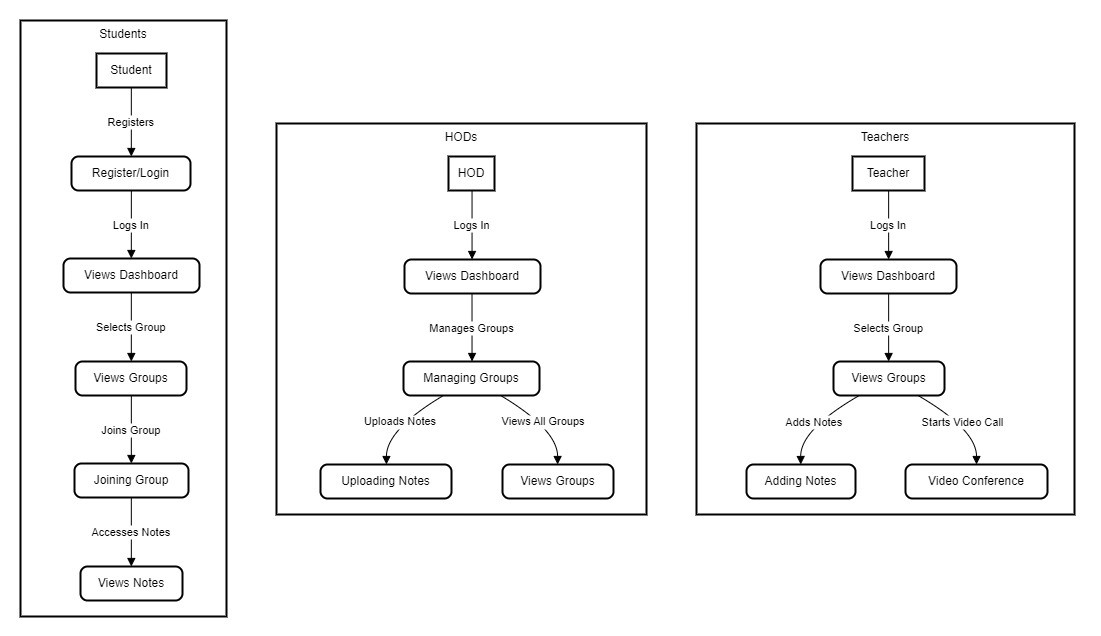 Students
Student
Registers
Register/Login
Logs In
Views Dashboard
Selects Group
Views Groups
Joins Group
Joining Group
Accesses Notes
Views Notes
HODs
HOD
Logs In
Views Dashboard
Manages Groups
Managing Groups
Uploads Notes
Views All Groups
Uploading Notes
Views Groups
Teachers
Teacher
Logs In
Views Dashboard
Selects Group
Views Groups
Adds Notes
Starts Video Call
Adding Notes
Video Conference